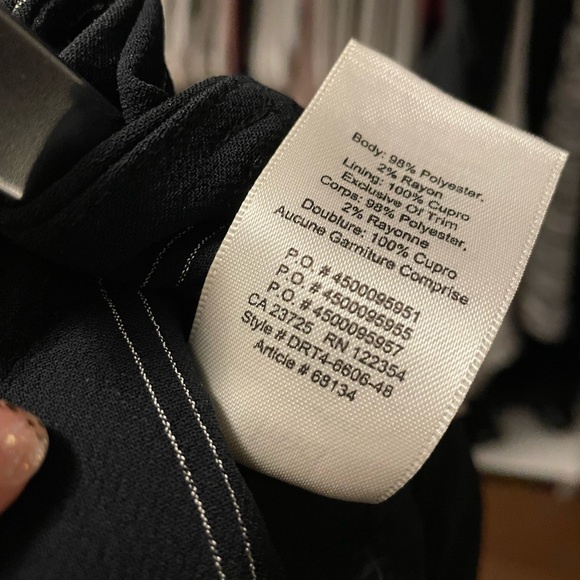 Body: 98% Polyester,
2% Rayon
Lining: 100% Cupro
Exclusive Of Trim
Corps: 98% Polyester,
2% Rayonne
Doublure: 100% Cupro
Aucune Garniture Comprise
P.O. # 4500095951
P.O. # 4500095955
P.O. # 4500095957
CA 23725 RN 122354
Style # DRT4-6606-48
Article # 68134